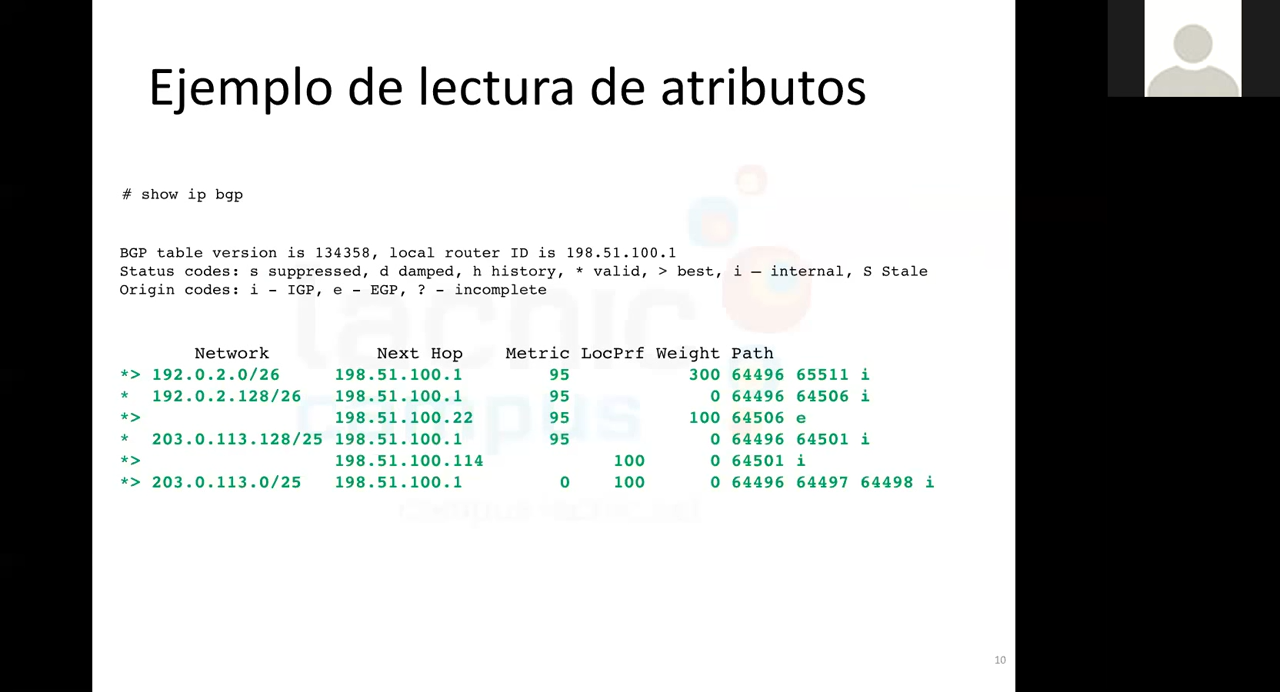 Ejemplo de lectura de atributos
# show ip bgp
BGP table version is 134358, local router ID is 198.51.100.1
Status codes: s suppressed, d damped, h history, * valid, > best, i – internal, S Stale
Origin codes: i - IGP, e - EGP, ? - incomplete
Network Next Hop Metric LocPrf Weight Path
*> 192.0.2.0/26 198.51.100.1 95 300 64496 65511 i
* 192.0.2.128/26 198.51.100.1 95 0 64496 64506 i
*> 198.51.100.22 95 100 64506 e
* 203.0.113.128/25 198.51.100.1 95 0 64496 64501 i
*> 198.51.100.114 100 0 64501 i
*> 203.0.113.0/25 198.51.100.1 0 100 0 64496 64497 64498 i
lacnic
campus
10